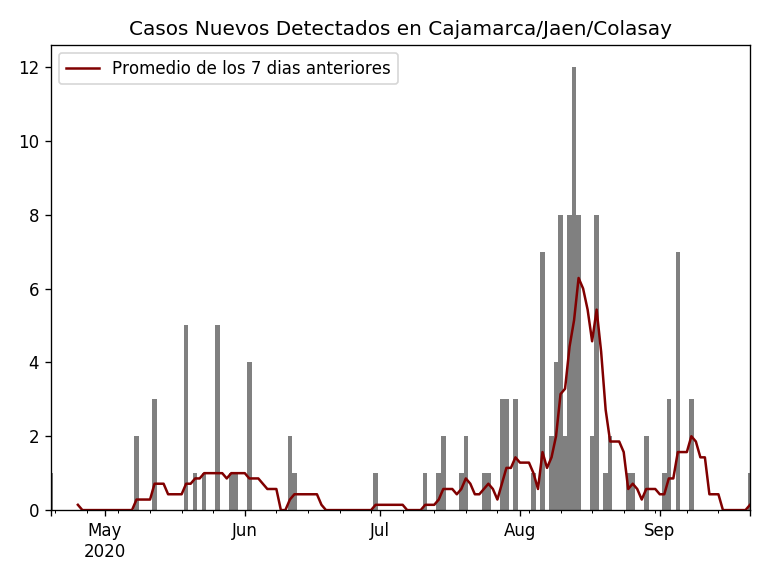 Casos Nuevos Detectados en Cajamarca/Jaen/Colasay
Promedio de los 7 dias anteriores
12
10
8
6
4
2
0
May Jun Jul Aug Sep
2020